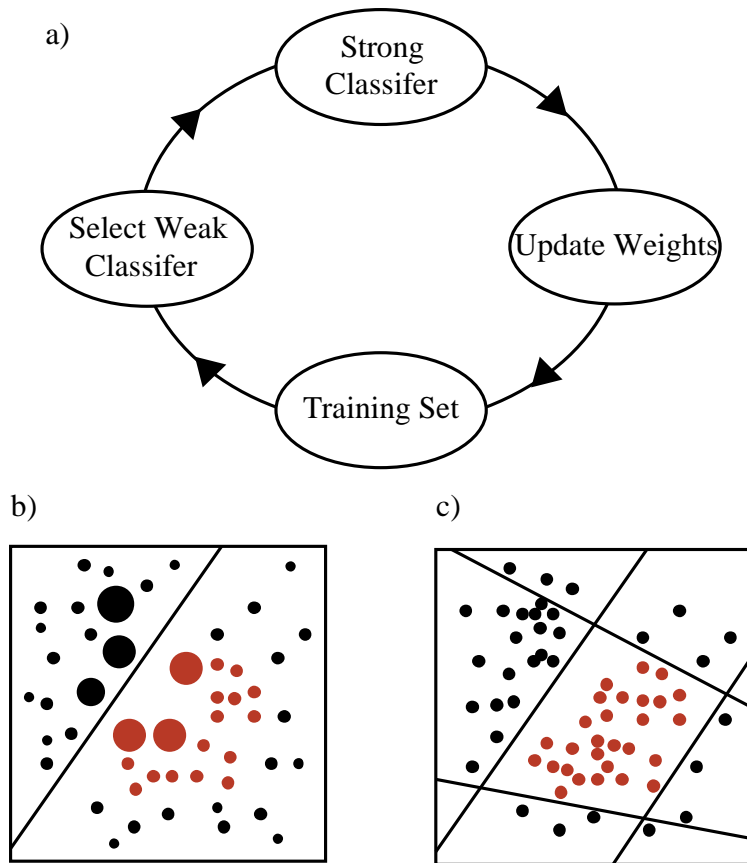 a)
Strong
Classifer
Select Weak
Classifer
Update Weights
Training Set
b)
c)